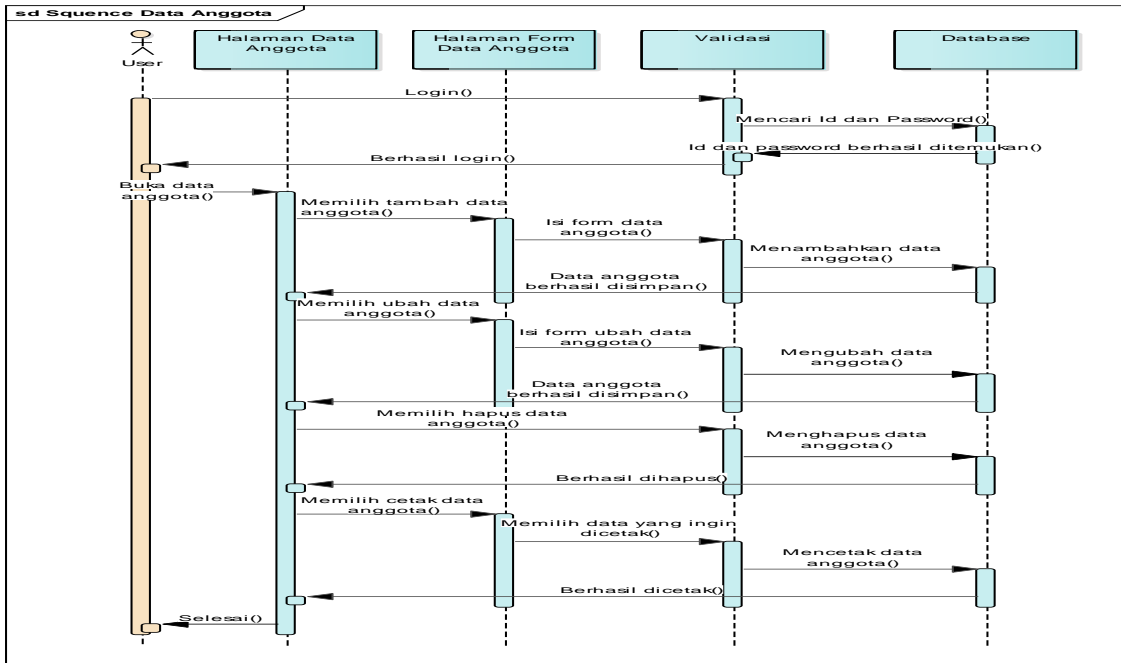 sd Squence Data Anggota
User
Halaman Data
Anggota
Halaman Form
Data Anggota
Validasi
Database
Login()
Mencari Id dan Password()
Id dan password berhasil ditemukan()
Berhasil login()
Buka data
anggota()
Memilih tambah data
anggota()
Isi form data
anggota()
Menambahkan data
anggota()
Data anggota
berhasil disimpan()
Memilih ubah data
anggota()
Isi form ubah data
anggota()
Mengubah data
anggota()
Data anggota
berhasil disimpan()
Memilih hapus data
anggota()
Menghapus data
anggota()
Berhasil dihapus()
Memilih cetak data
anggota()
Memilih data yang ingin
dicetak()
Mencetak data
anggota()
Berhasil dicetak()
Selesai()